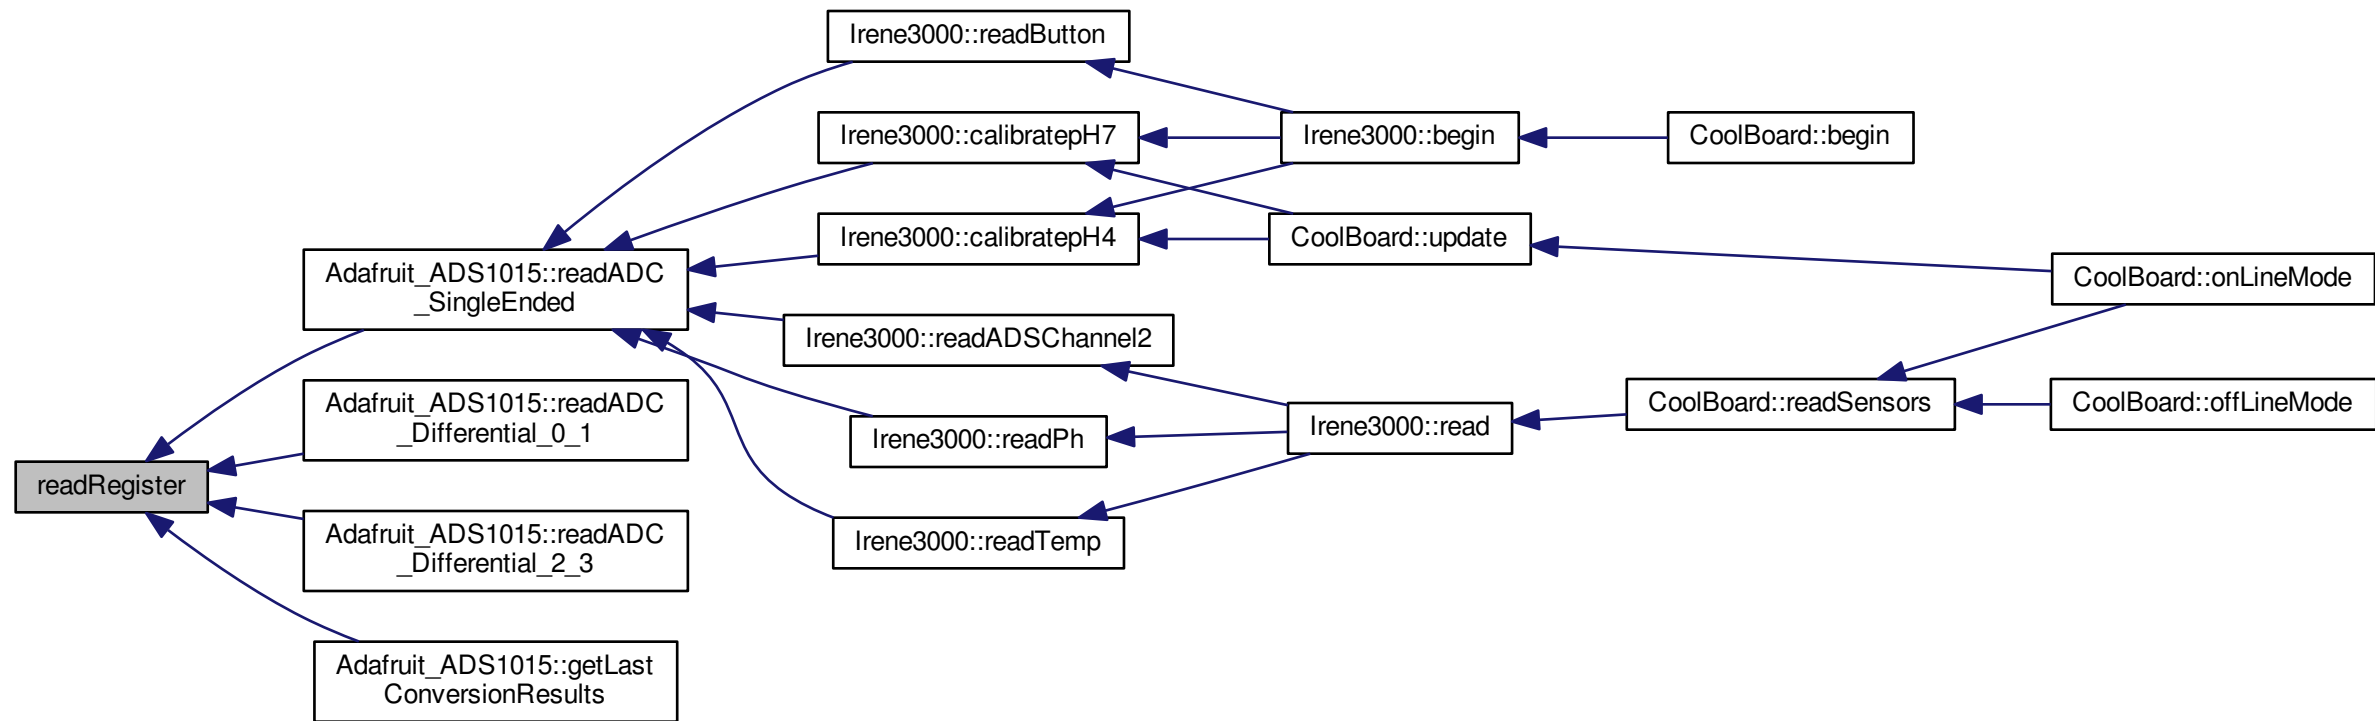 Irene3000::readButton
Irene3000::calibratepH7
Irene3000::begin
CoolBoard::begin
Irene3000::calibratepH4
CoolBoard::update
Adafruit_ADS1015::readADC
_SingleEnded
CoolBoard::onLineMode
Irene3000::readADSChannel2
Adafruit_ADS1015::readADC
_Differential_0_1
CoolBoard::readSensors
CoolBoard::offLineMode
Irene3000::readPh
Irene3000::read
readRegister
Adafruit_ADS1015::readADC
_Differential_2_3
Irene3000::readTemp
Adafruit_ADS1015::getLast
ConversionResults